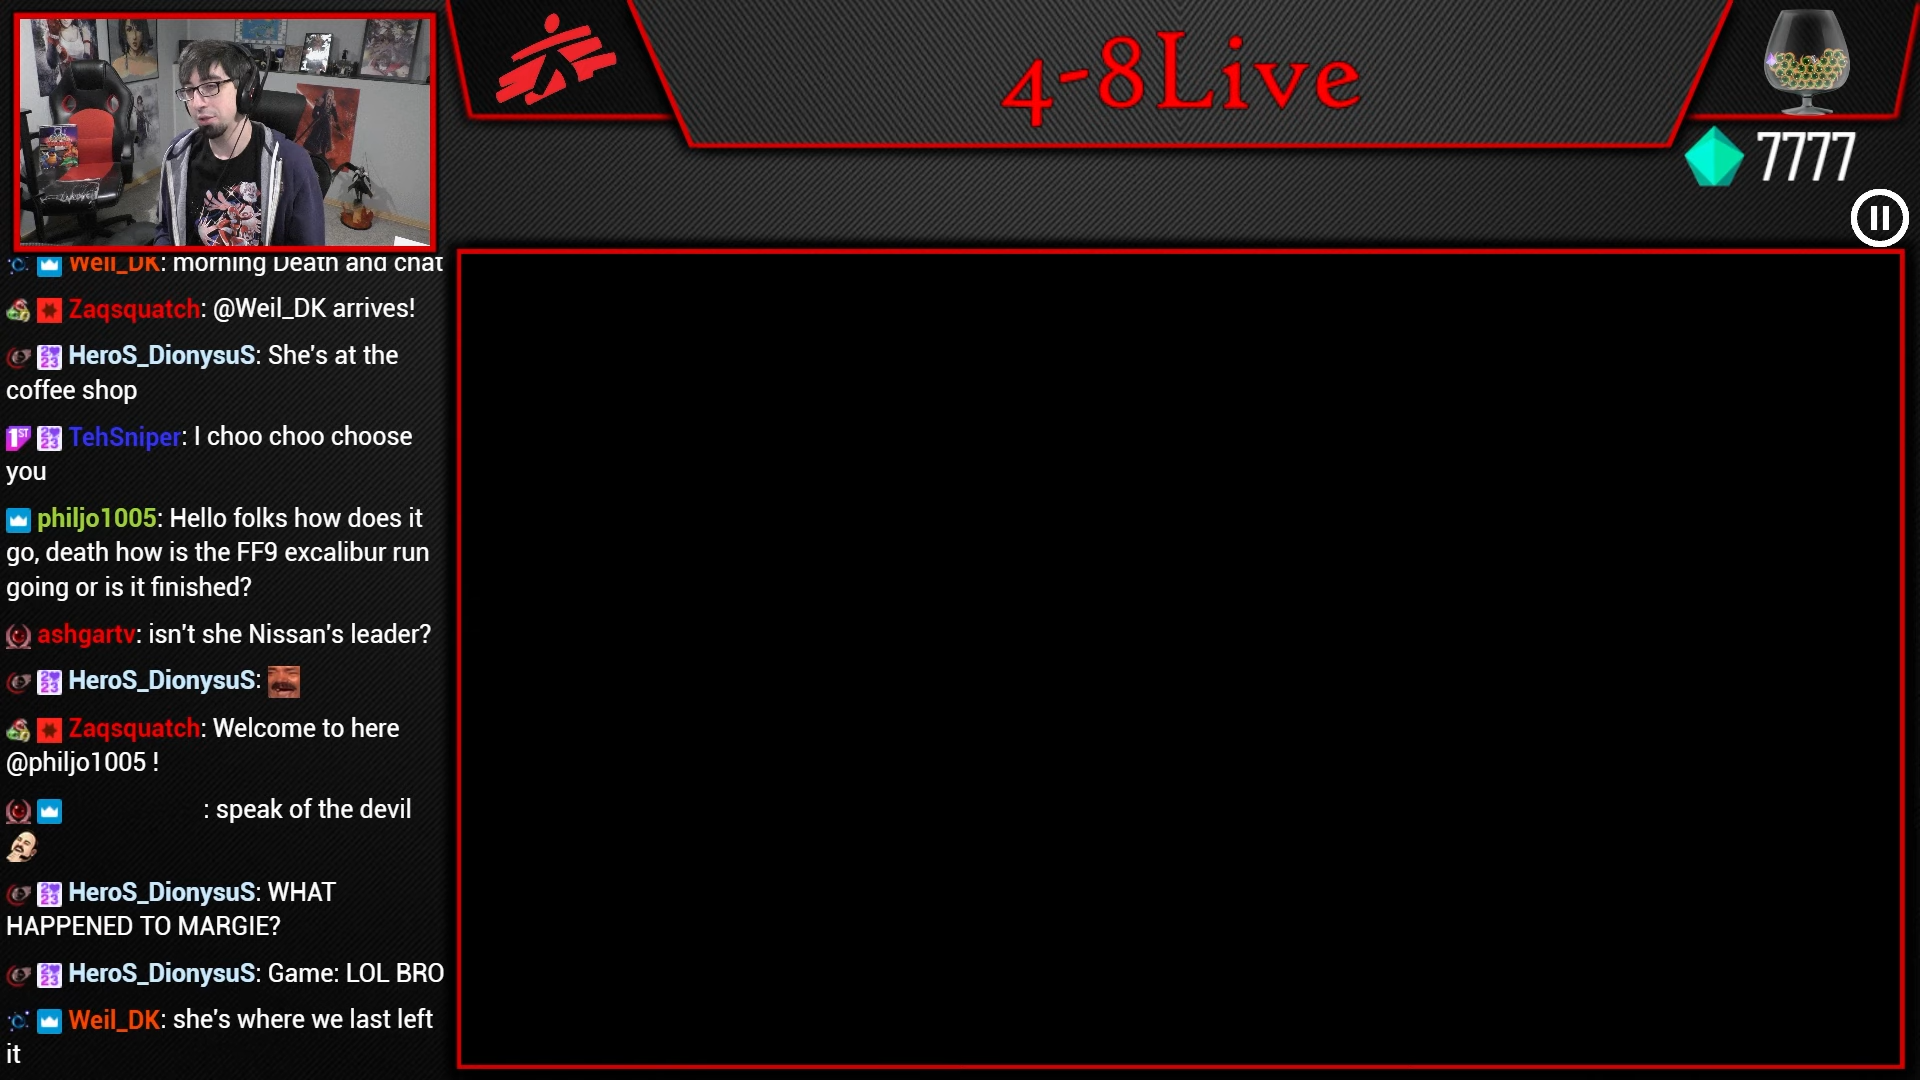 4-8Live
7777
Weil_DK: morning Death and chat
Zaqsquatch: @Weil_DK arrives!
HeroS_DionysuS: She's at the
coffee shop
TehSniper: I choo choo choose
you
philjo1005: Hello folks how does it
go, death how is the FF9 excalibur run
going or is it finished?
ashgartv: isn't she Nissan's leader?
HeroS_DionysuS:
Zaqsquatch: Welcome to here
@philjo1005 !
: speak of the devil
HeroS_DionysuS: WHAT
HAPPENED TO MARGIE?
HeroS_DionysuS: Game: LOL BRO
Weil_DK: she's where we last left
it